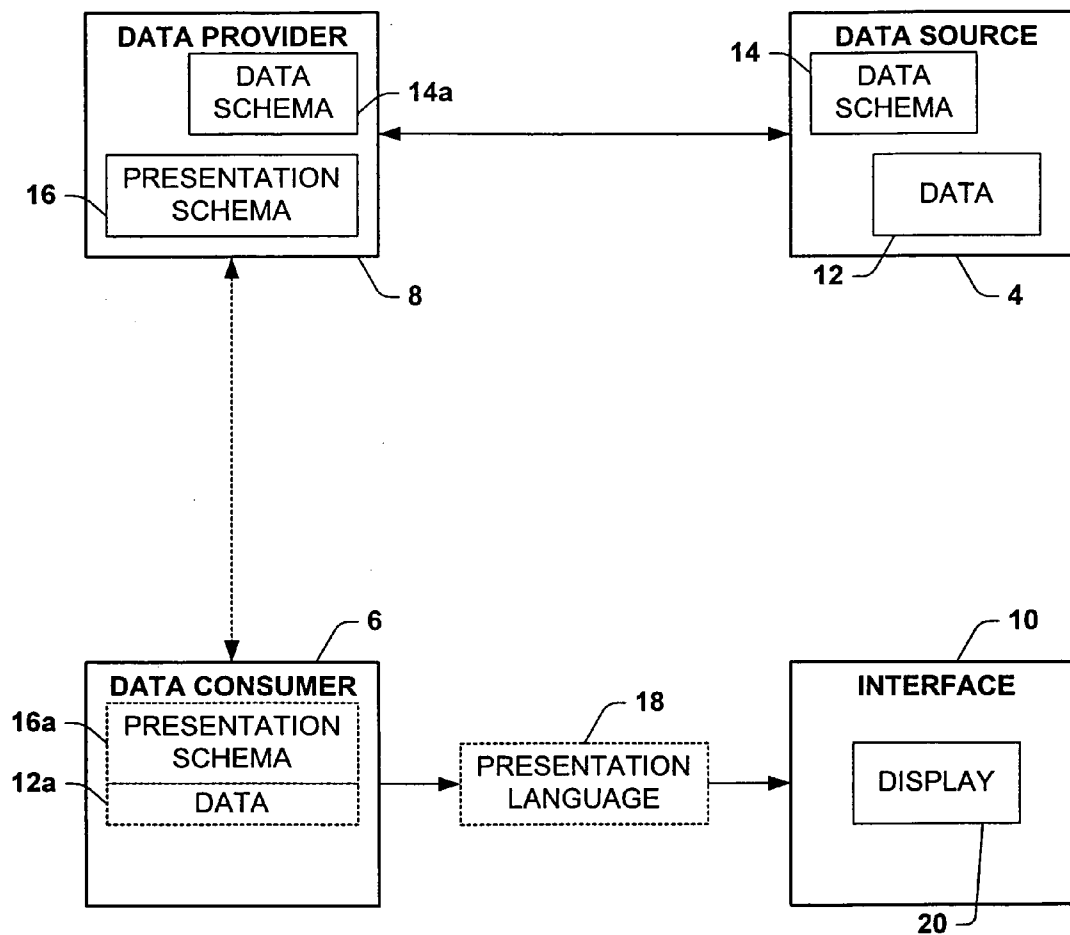 DATA PROVIDER
DATA
SCHEMA
14a
PRESENTATION
SCHEMA
16
8
DATA SOURCE
14
DATA
SCHEMA
DATA
12
4
6
DATA CONSUMER
16a
PRESENTATION
SCHEMA
12a
DATA
18
PRESENTATION
LANGUAGE
10
INTERFACE
DISPLAY
20